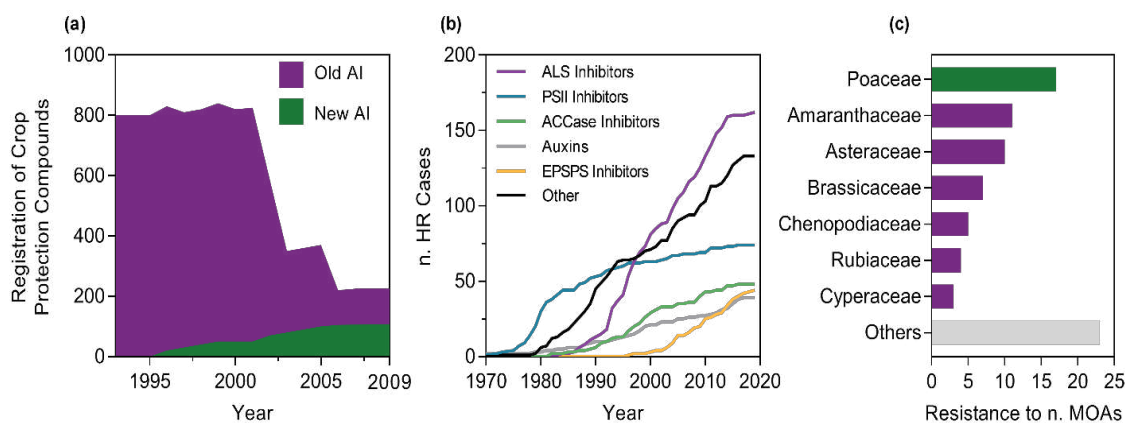 (a)
Registration of Crop
Protection Compounds
1000
800
600
400
200
0
Old AI
New AI
1995
2000
2005
2009
Year
(b)
n. HR Cases
200
150
100
50
0
ALS Inhibitors
PSII Inhibitors
ACCase Inhibitors
Auxins
EPSPS Inhibitors
Other
1970
1980
1990
2000
2010
2020
Year
(c)
Poaceae
Amaranthaceae
Asteraceae
Brassicaceae
Chenopodiaceae
Rubiaceae
Cyperaceae
Others
0
5
10
15
20
25
Resistance to n. MOAs